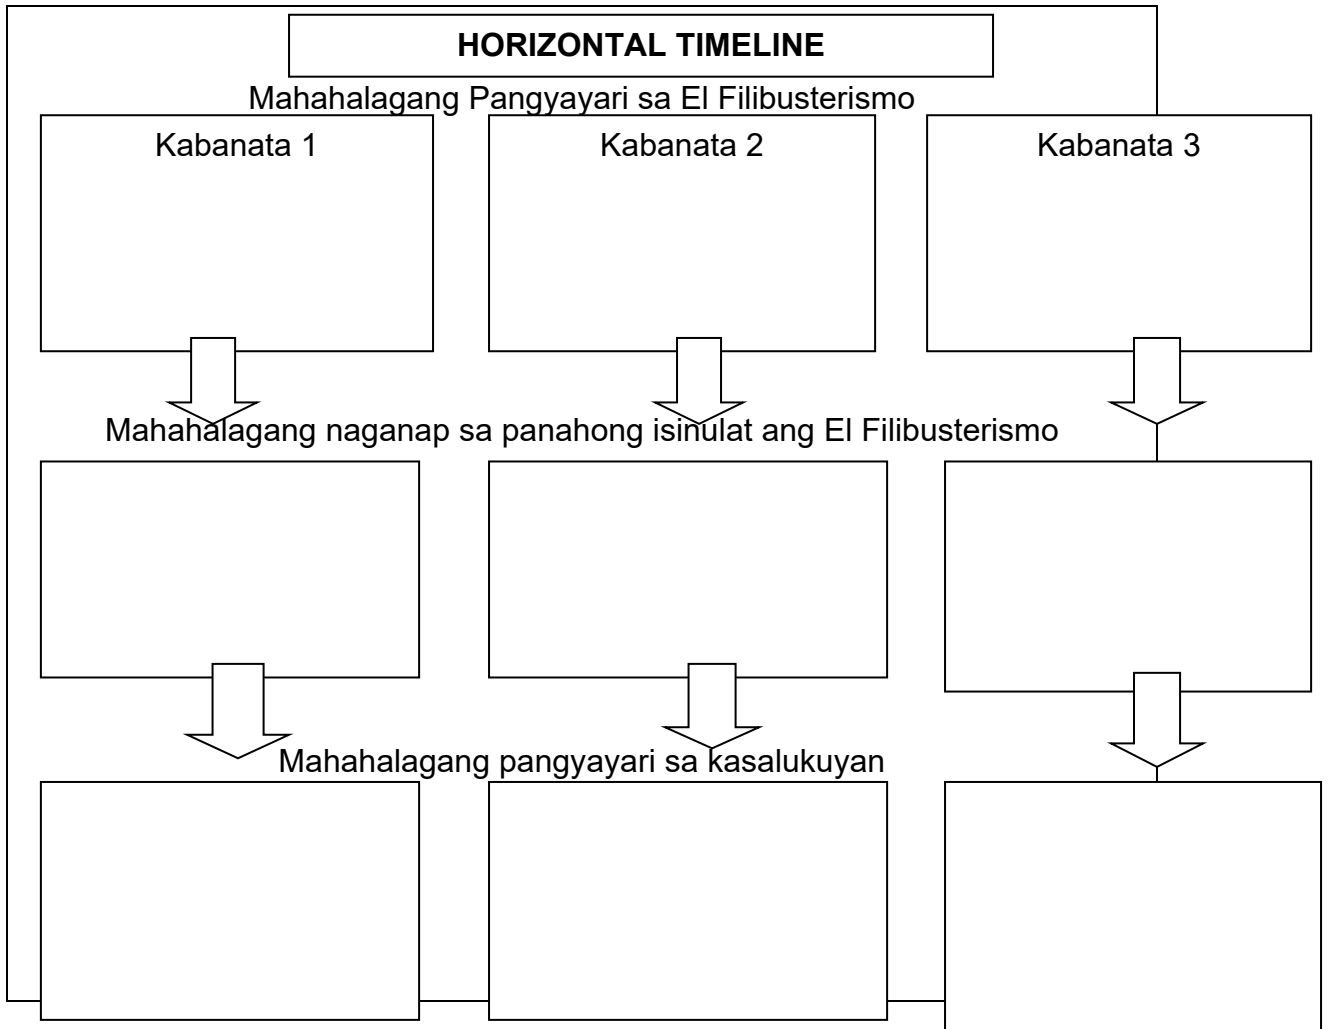 HORIZONTAL TIMELINE
Mahahalagang Pangyayari sa El Filibusterismo
Kabanata 1
Kabanata 2
Kabanata 3
Mahahalagang naganap sa panahong isinulat ang El Filibusterismo
Mahahalagang pangyayari sa kasalukuyan